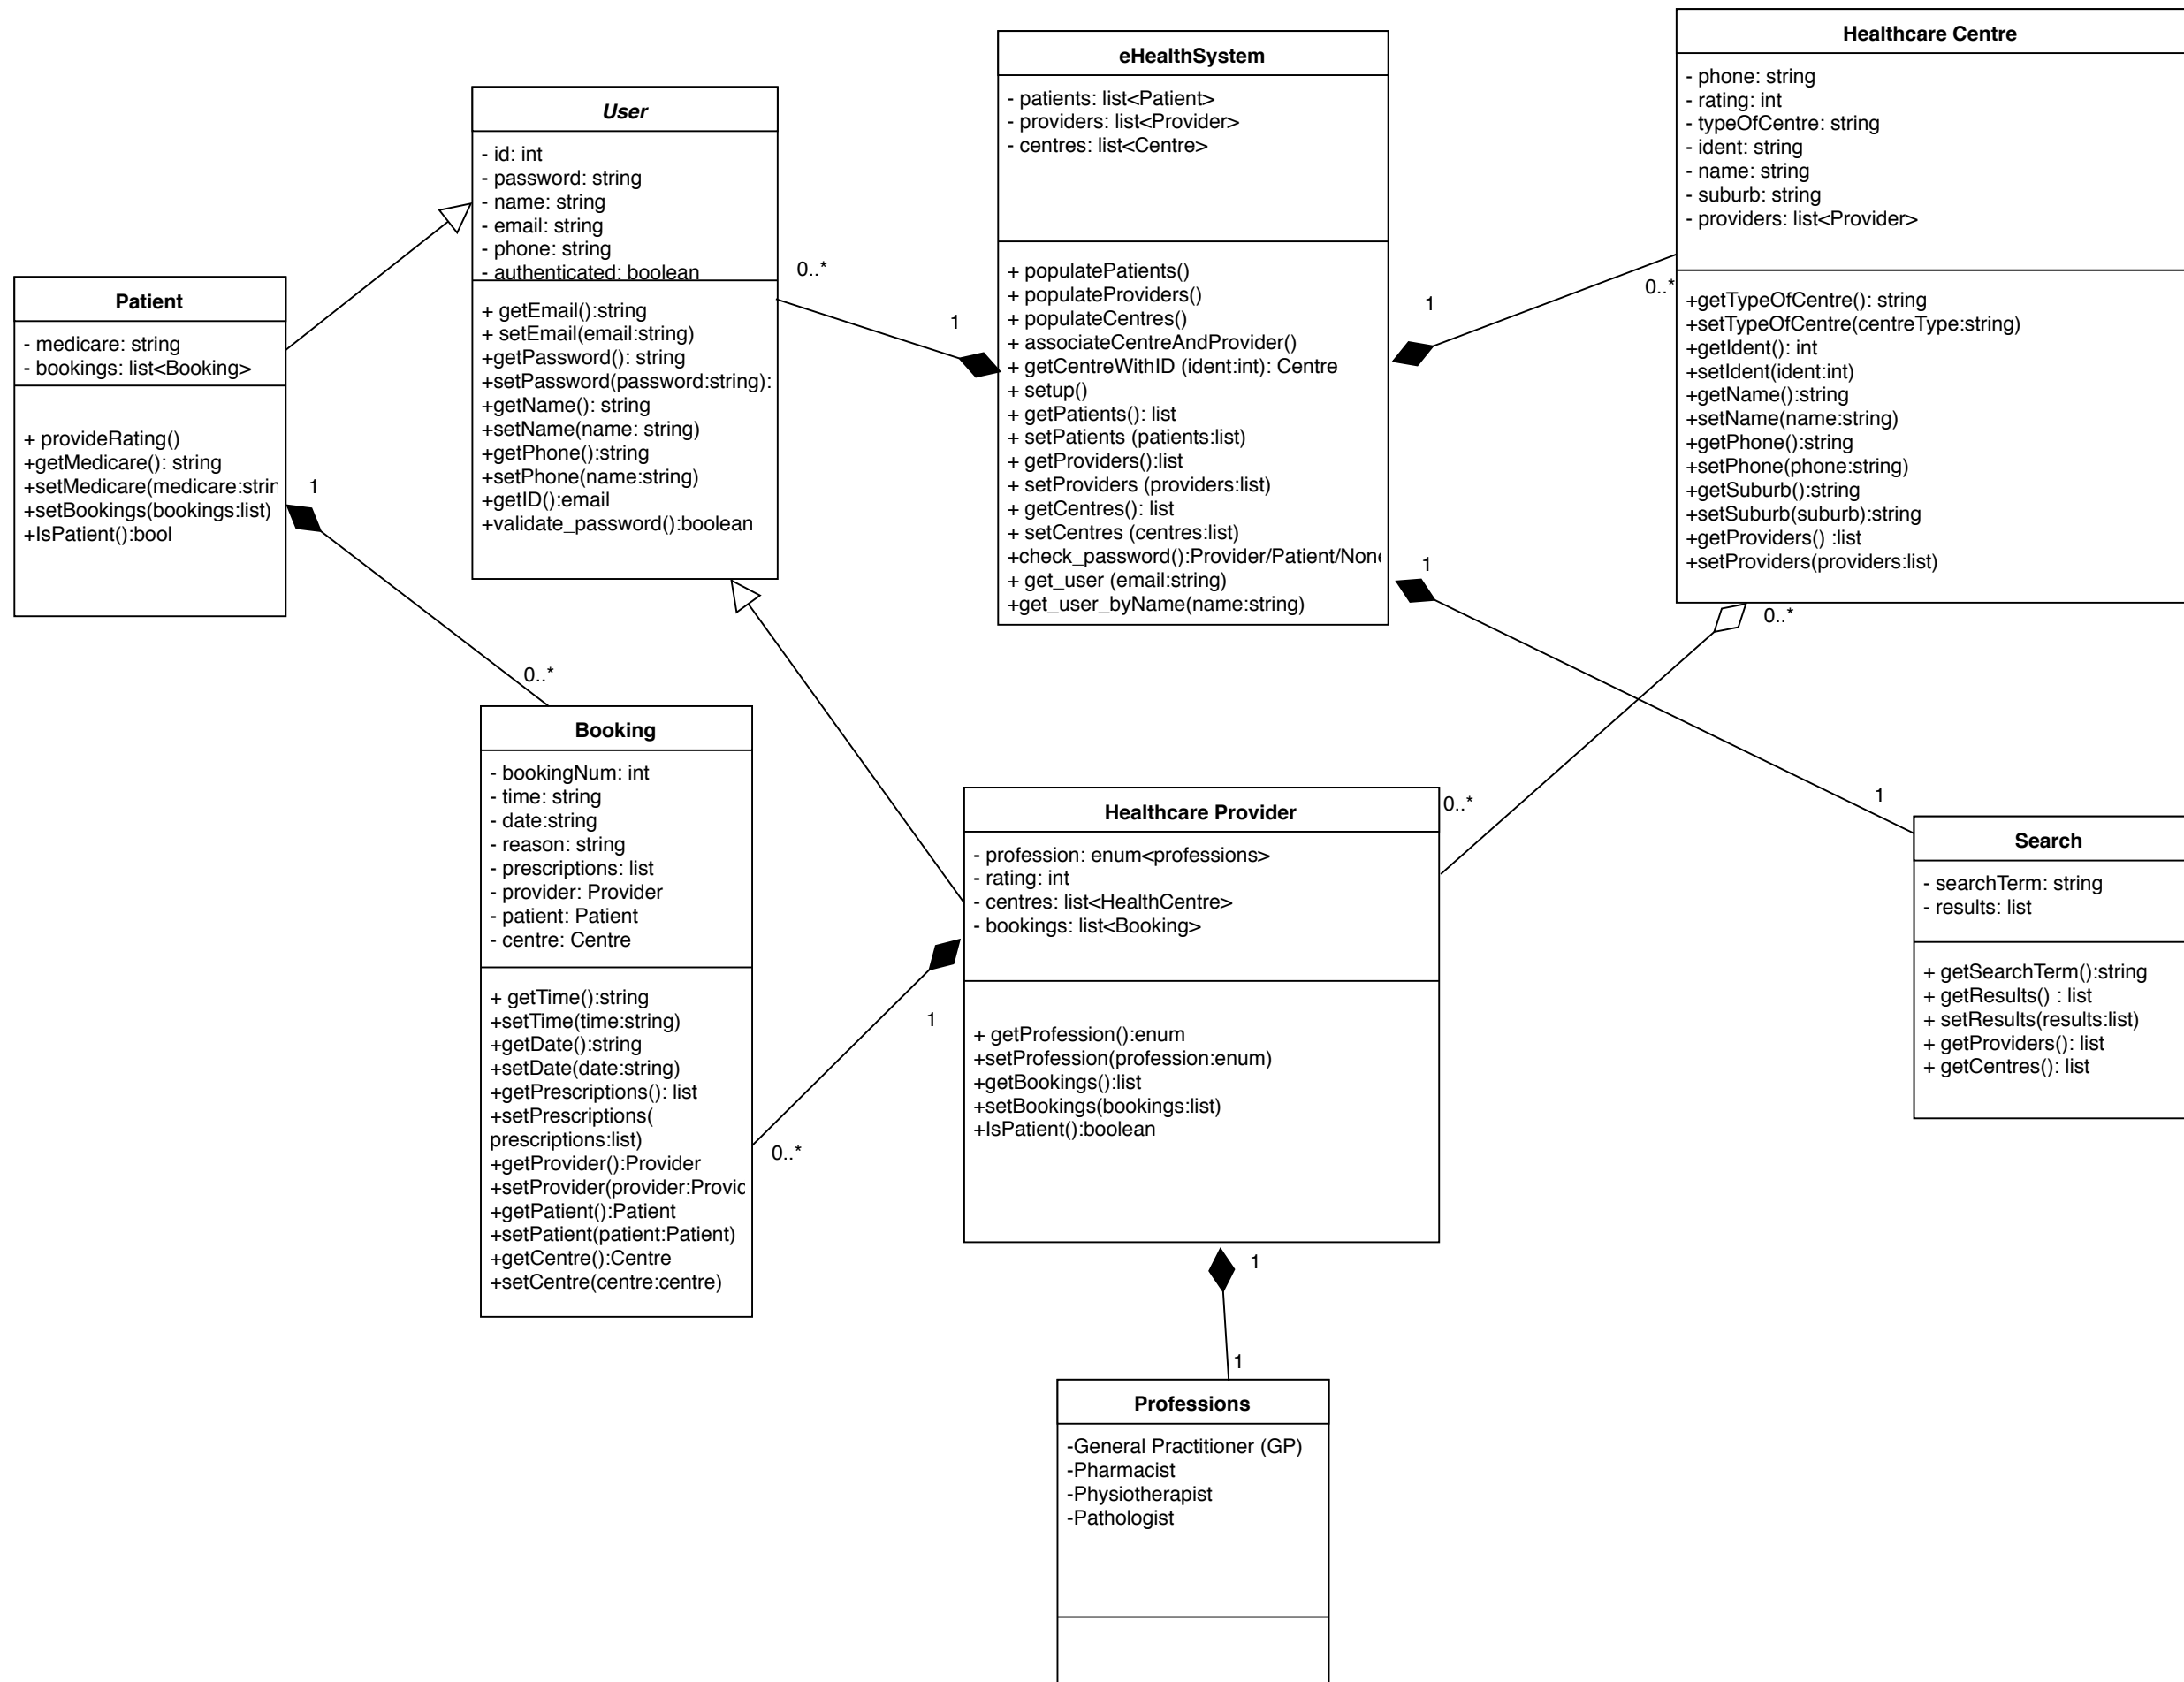 User
- id: int
- password: string
- name: string
- email: string
- phone: string
- authenticated: boolean
+ getEmail():string
+ setEmail(email:string)
+getPassword(): string
+setPassword(password:string):
+getName(): string
+setName(name: string)
+getPhone():string
+setPhone(name:string)
+getID():email
+validate_password():boolean
0..*
1
eHealthSystem
- patients: list<Patient>
- providers: list<Provider>
- centres: list<Centre>
+ populatePatients()
+ populateProviders()
+ populateCentres()
+ associateCentreAndProvider()
+ getCentreWithID (ident:int): Centre
+ setup()
+ getPatients(): list
+ setPatients (patients:list)
+ getProviders():list
+ setProviders (providers:list)
+ getCentres(): list
+ setCentres (centres:list)
+check_password():Provider/Patient/None
+ get_user (email:string)
+get_user_byName(name:string)
1
0..*
1
Healthcare Centre
- phone: string
- rating: int
- typeOfCentre: string
- ident: string
- name: string
- suburb: string
- providers: list<Provider>
+getTypeOfCentre(): string
+setTypeOfCentre(centreType:string)
+getIdent(): int
+setIdent(ident:int)
+getName():string
+setName(name:string)
+getPhone():string
+setPhone(phone:string)
+getSuburb():string
+setSuburb(suburb):string
+getProviders() :list
+setProviders(providers:list)
0..*
Patient
- medicare: string
- bookings: list<Booking>
+ provideRating()
+getMedicare(): string
+setMedicare(medicare:strin
+setBookings(bookings:list)
+IsPatient():bool
1
0..*
Booking
- bookingNum: int
- time: string
- date:string
- reason: string
- prescriptions: list
- provider: Provider
- patient: Patient
- centre: Centre
+ getTime():string
+setTime(time:string)
+getDate():string
+setDate(date:string)
+getPrescriptions(): list
+setPrescriptions(
prescriptions:list)
+getProvider():Provider
+setProvider(provider:Provic
+getPatient():Patient
+setPatient(patient:Patient)
+getCentre():Centre
+setCentre(centre:centre)
1
0..*
Healthcare Provider
- profession: enum<professions>
- rating: int
- centres: list<HealthCentre>
- bookings: list<Booking>
+ getProfession():enum
+setProfession(profession:enum)
+getBookings():list
+setBookings(bookings:list)
+IsPatient():boolean
0..*
1
Search
- searchTerm: string
- results: list
+ getSearchTerm():string
+ getResults() : list
+ setResults(results:list)
+ getProviders(): list
+ getCentres(): list
1
1
Professions
-General Practitioner (GP)
-Pharmacist
-Physiotherapist
-Pathologist